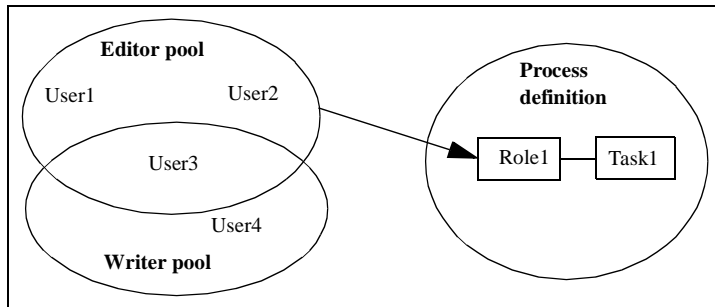 Editor pool
User1
User2
User3
User4
Writer pool
Process
definition
Role1
Task1